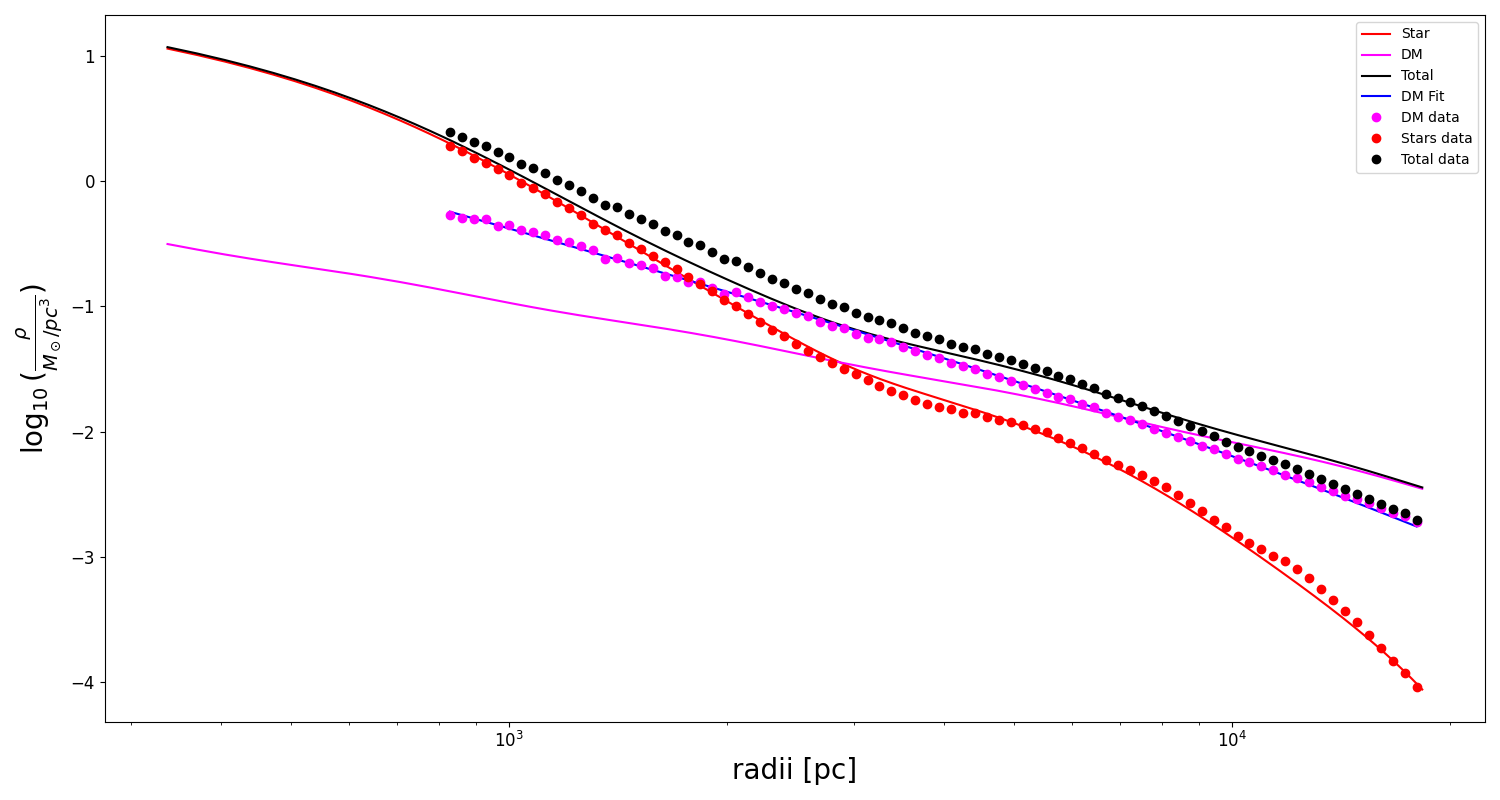 Star
DM
Total
DM Fit
DM data
Stars data
Total data
1
0
−1
−2
−3
−4
log₁₀(ρ / M⊙/pc³)
10³
10⁴
radii [pc]